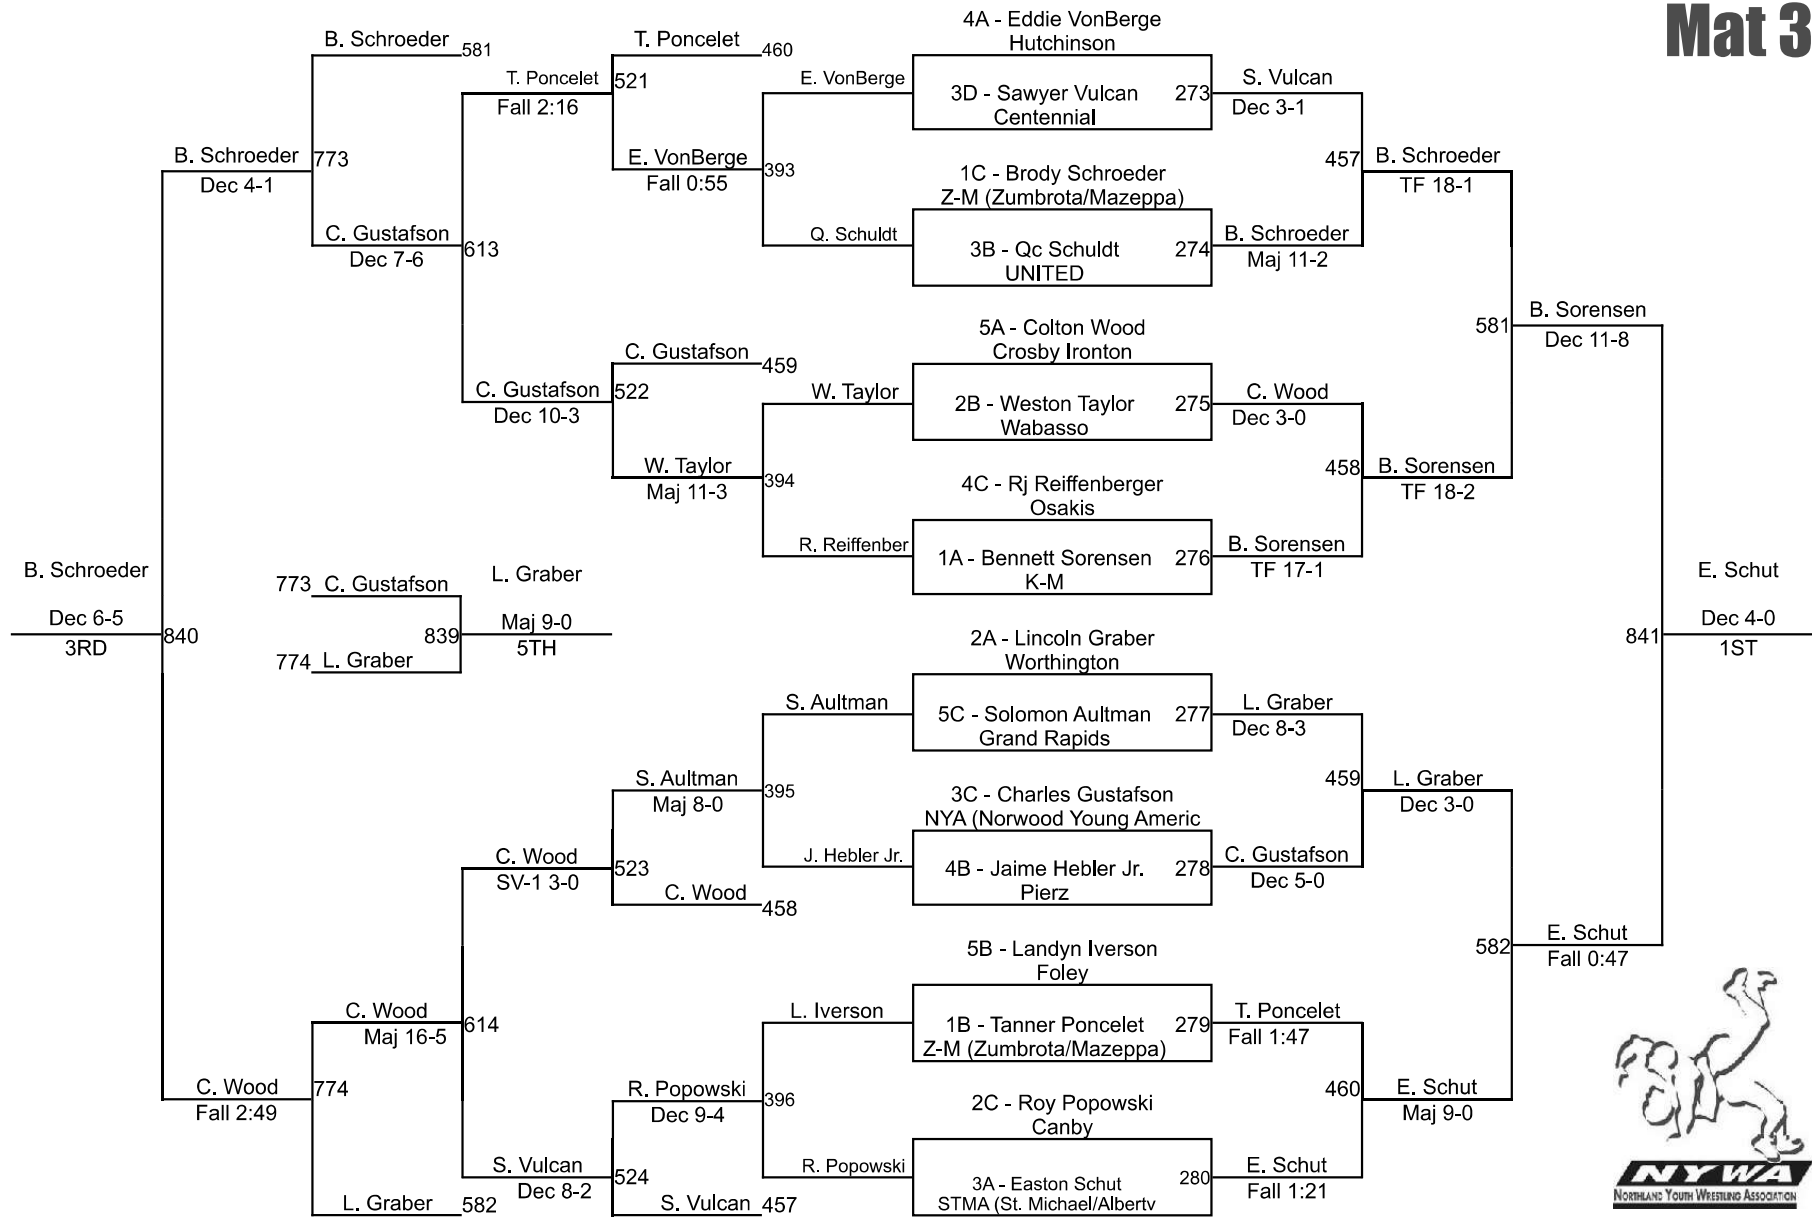 Mat 3
4A - Eddie VonBerge
Hutchinson
B. Schroeder 581
T. Poncelet 460
T. Poncelet 521
Fall 2:16
E. VonBerge
3D - Sawyer Vulcan 273
Centennial
S. Vulcan
Dec 3-1
B. Schroeder 773
Dec 4-1
E. VonBerge 393
Fall 0:55
1C - Brody Schroeder
Z-M (Zumbrota/Mazeppa)
457 B. Schroeder
TF 18-1
C. Gustafson 613
Dec 7-6
Q. Schuldt
3B - Qc Schuldt 274
UNITED
B. Schroeder
Maj 11-2
5A - Colton Wood
Crosby Ironton
581 B. Sorensen
Dec 11-8
C. Gustafson 459
C. Gustafson 522
Dec 10-3
W. Taylor
2B - Weston Taylor 275
Wabasso
C. Wood
Dec 3-0
W. Taylor 394
Maj 11-3
4C - Rj Reiffenberger
Osakis
458 B. Sorensen
TF 18-2
R. Reiffenber
1A - Bennett Sorensen 276
K-M
B. Sorensen
TF 17-1
B. Schroeder
Dec 6-5 840
3RD
773 C. Gustafson
774 L. Graber
839
L. Graber
Maj 9-0
5TH
E. Schut
841 Dec 4-0
1ST
2A - Lincoln Graber
Worthington
S. Aultman
5C - Solomon Aultman 277
Grand Rapids
L. Graber
Dec 8-3
S. Aultman 395
Maj 8-0
3C - Charles Gustafson
NYA (Norwood Young Americ
459 L. Graber
Dec 3-0
C. Wood 523
SV-1 3-0
J. Hebler Jr.
4B - Jaime Hebler Jr. 278
Pierz
C. Gustafson
Dec 5-0
C. Wood 458
5B - Landyn Iverson
Foley
582 E. Schut
Fall 0:47
C. Wood 614
Maj 16-5
L. Iverson
1B - Tanner Poncelet 279
Z-M (Zumbrota/Mazeppa)
T. Poncelet
Fall 1:47
C. Wood 774
Fall 2:49
R. Popowski 396
Dec 9-4
2C - Roy Popowski
Canby
460 E. Schut
Maj 9-0
S. Vulcan 524
Dec 8-2
R. Popowski
3A - Easton Schut 280
STMA (St. Michael/Albertv
E. Schut
Fall 1:21
L. Graber 582
S. Vulcan 457
NYWA
NORTHLAND YOUTH WRESTLING ASSOCIATION